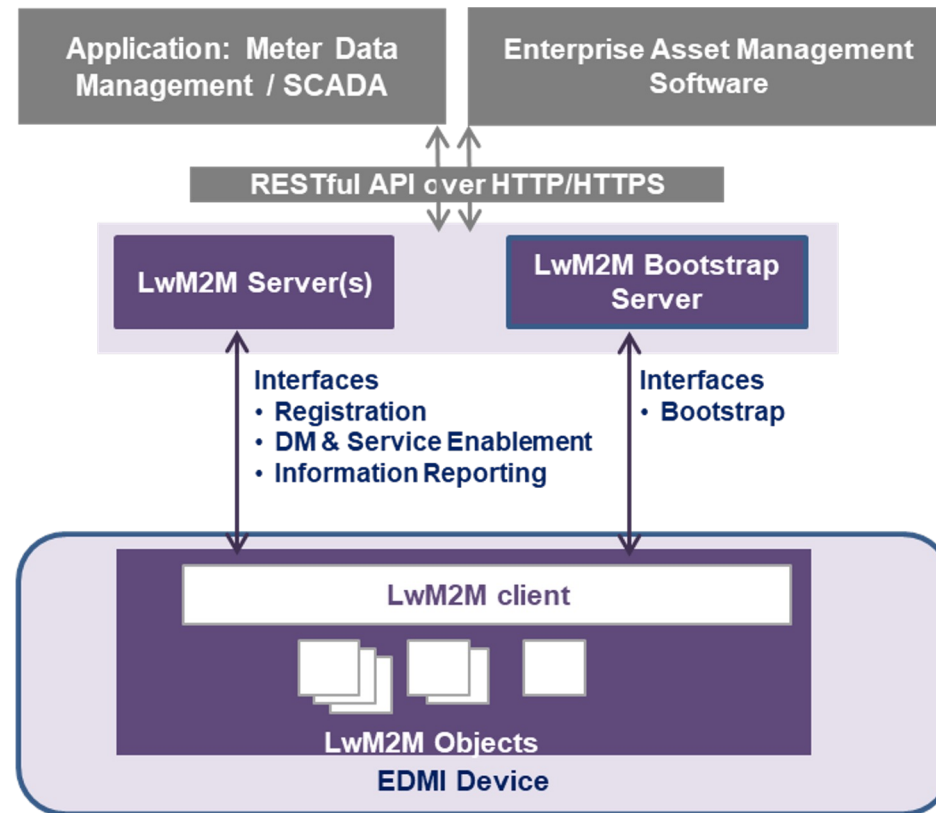 Application: Meter Data
Management / SCADA
Enterprise Asset Management
Software
RESTful API over HTTP/HTTPS
LwM2M Server(s)
LwM2M Bootstrap
Server
Interfaces
• Registration
• DM & Service Enablement
• Information Reporting
Interfaces
• Bootstrap
LwM2M client
LwM2M Objects
EDMI Device